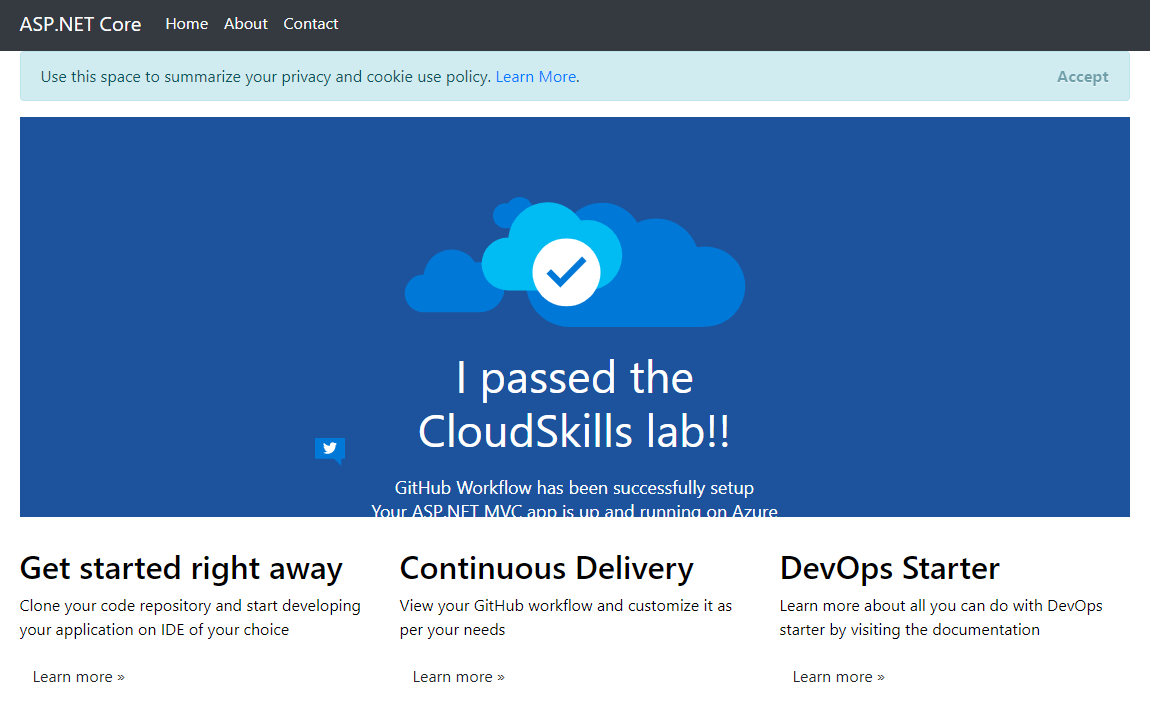 ASP.NET Core Home About Contact
Use this space to summarize your privacy and cookie use policy. Learn More. Accept
I passed the
CloudSkills lab!!
GitHub Workflow has been successfully setup
Your ASP.NET MVC app is up and running on Azure
Get started right away
Clone your code repository and start developing
your application on IDE of your choice
Learn more »
Continuous Delivery
View your GitHub workflow and customize it as
per your needs
Learn more »
DevOps Starter
Learn more about all you can do with DevOps
starter by visiting the documentation
Learn more »